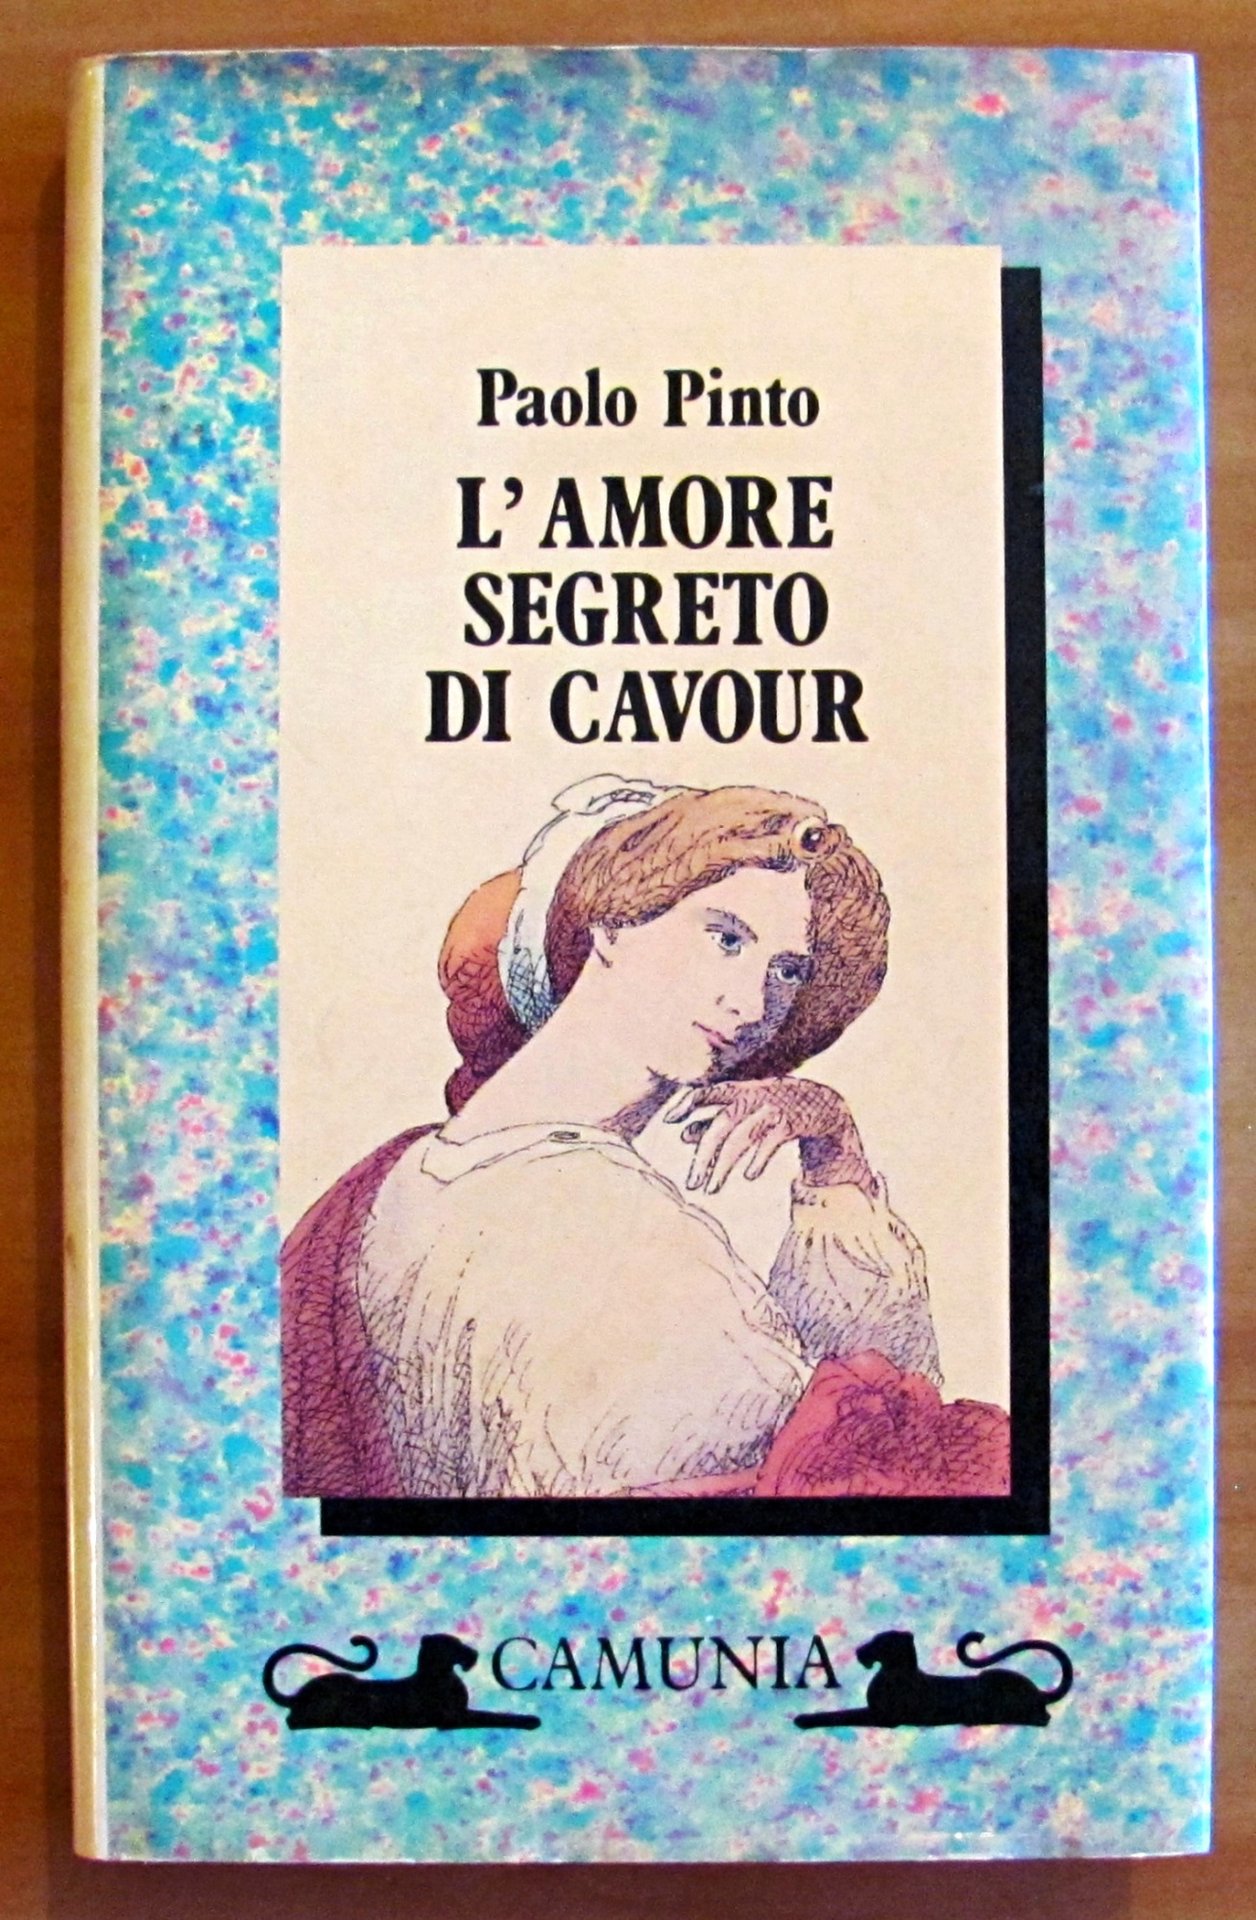 Paolo Pinto
L'AMORE
SEGRETO
DI CAVOUR
CAMUNIA